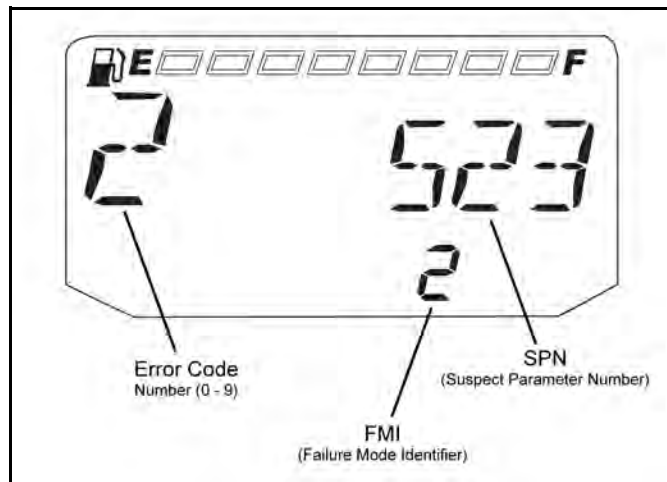 E F
2 523
2
Error Code
Number (0 - 9)
SPN
(Suspect Parameter Number)
FMI
(Failure Mode Identifier)